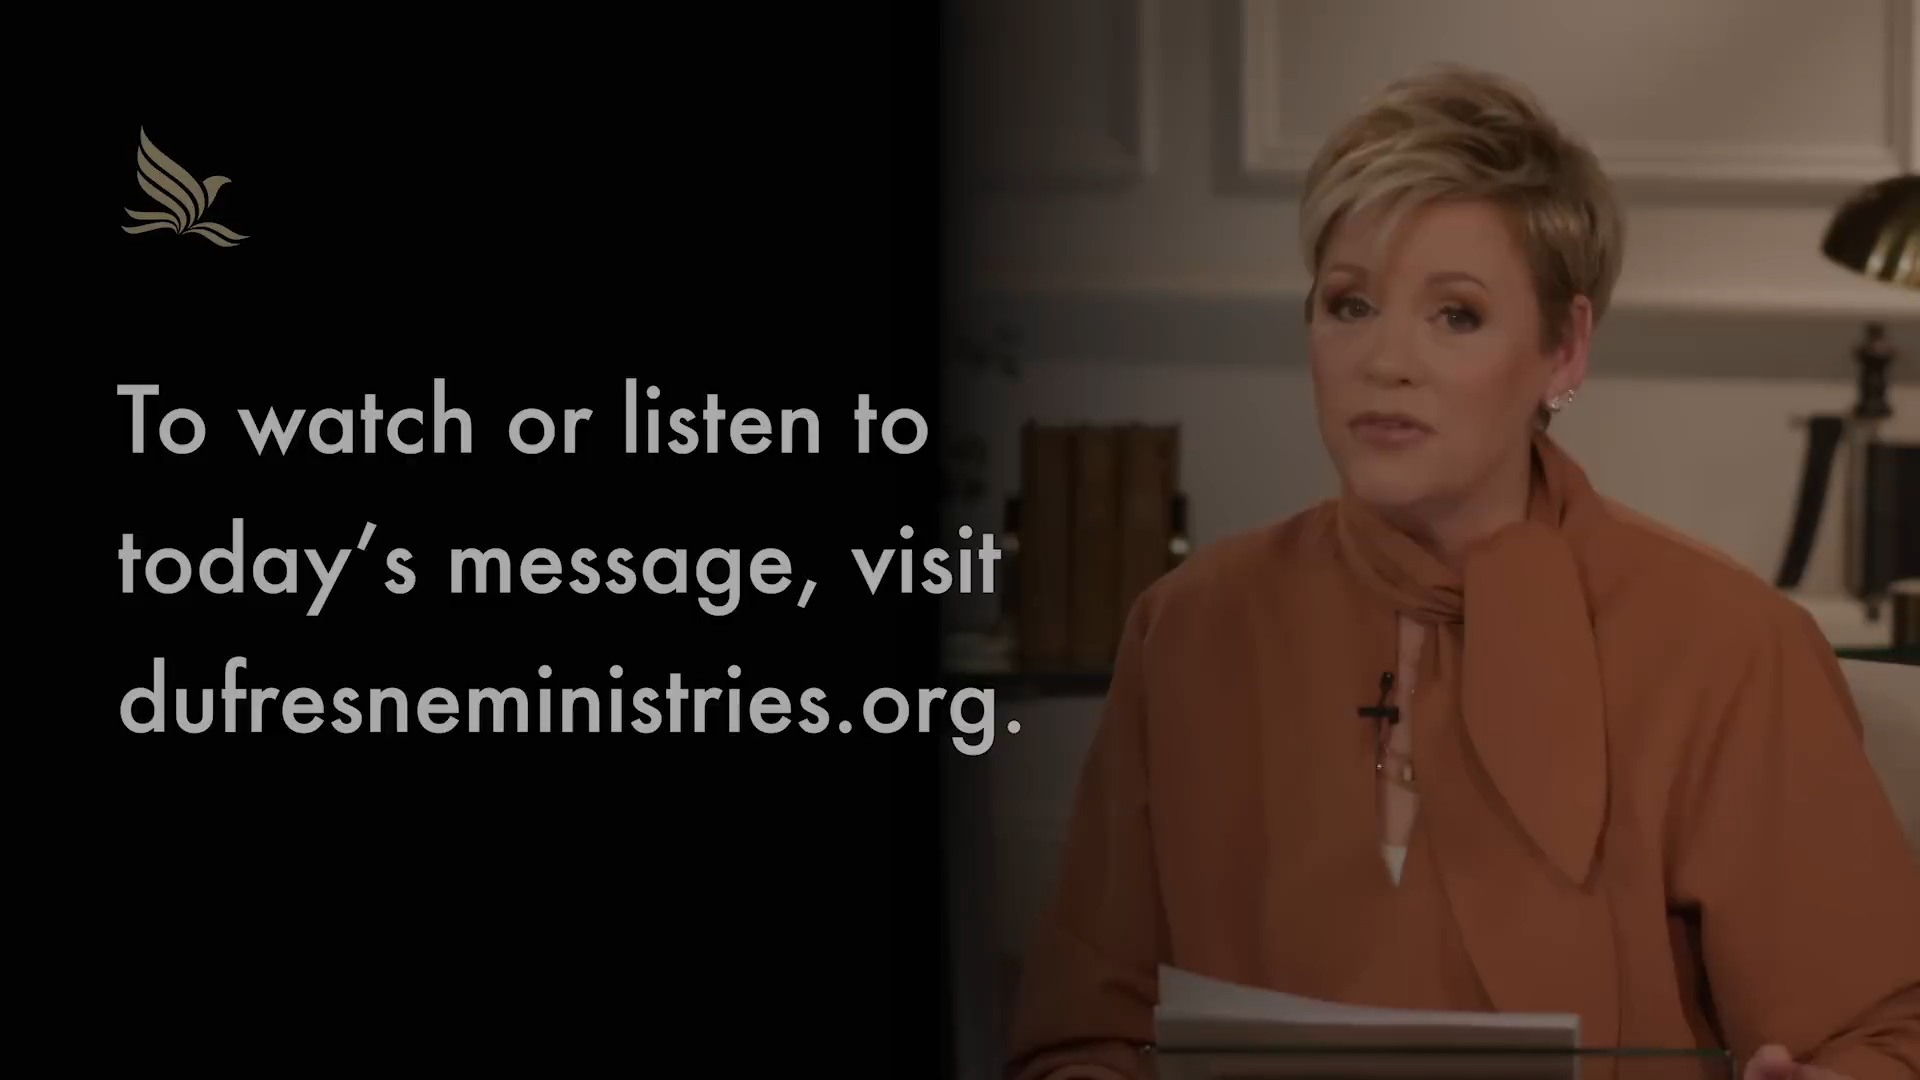 To watch or listen to
today’s message, visit
dufresneministries.org.